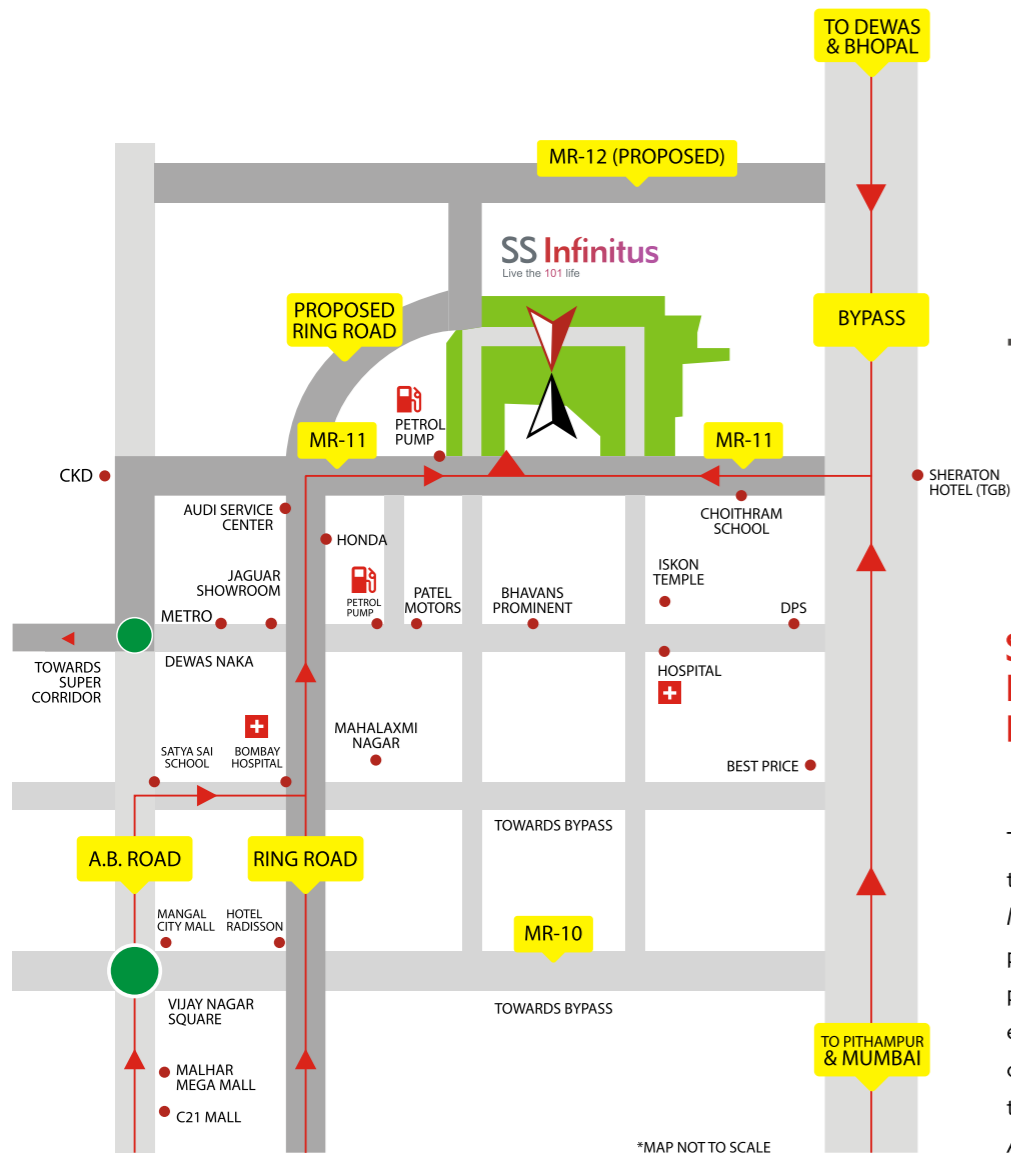 TO DEWAS
& BHOPAL
MR-12 (PROPOSED)
SS Infinitus
Live the 101 life
PROPOSED
RING ROAD
BYPASS
PETROL
PUMP
MR-11
MR-11
CKD
SHERATON
HOTEL (TGB)
AUDI SERVICE
CENTER
CHOITHRAM
SCHOOL
HONDA
JAGUAR
SHOWROOM
ISKON
TEMPLE
PETROL
PUMP
PATEL
MOTORS
BHAVANS
PROMINENT
METRO
DPS
DEWAS NAKA
TOWARDS
SUPER
CORRIDOR
HOSPITAL
MAHALAXMI
NAGAR
SATYA SAI
SCHOOL
BOMBAY
HOSPITAL
BEST PRICE
TOWARDS BYPASS
A.B. ROAD
RING ROAD
MANGAL
CITY MALL
HOTEL
RADISSON
MR-10
VIJAY NAGAR
SQUARE
TOWARDS BYPASS
TO PITHAMPUR
& MUMBAI
MALHAR
MEGA MALL
C21 MALL
*MAP NOT TO SCALE